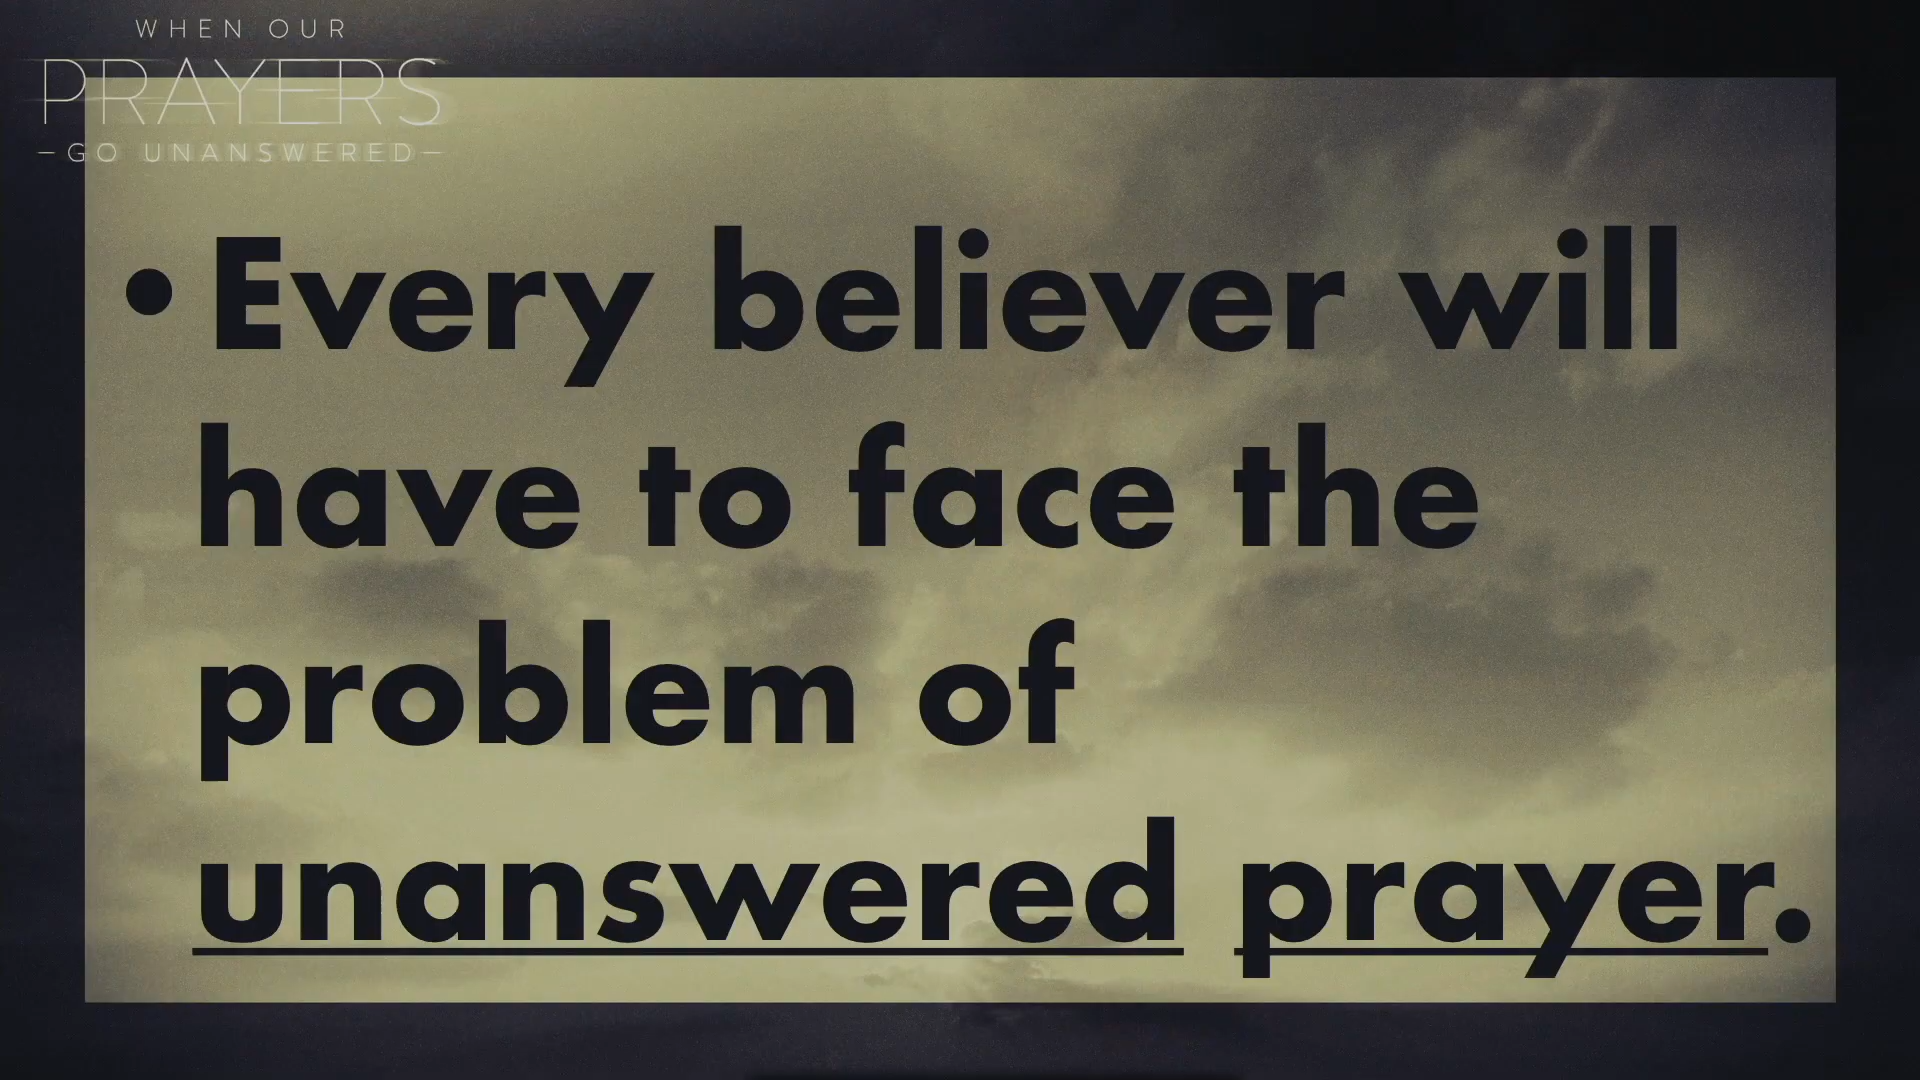 WHEN OUR
PRAYERS
- GO UNANSWERED -
• Every believer will
have to face the
problem of
unanswered prayer.